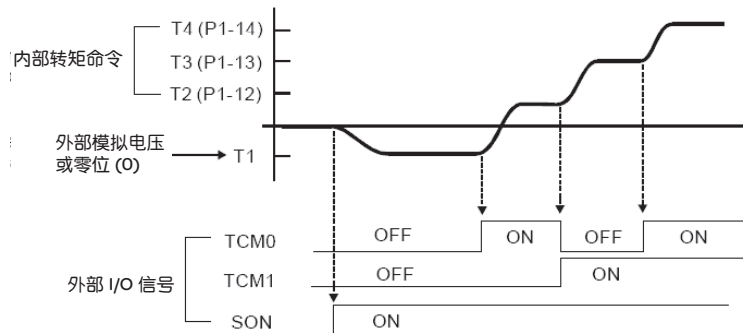 T4 (P1-14)
内部转矩命令
T3 (P1-13)
T2 (P1-12)
外部模拟电压
或零位 (0)
T1
TCM0
OFF
ON
OFF
ON
外部 I/O 信号
TCM1
OFF
ON
SON
ON